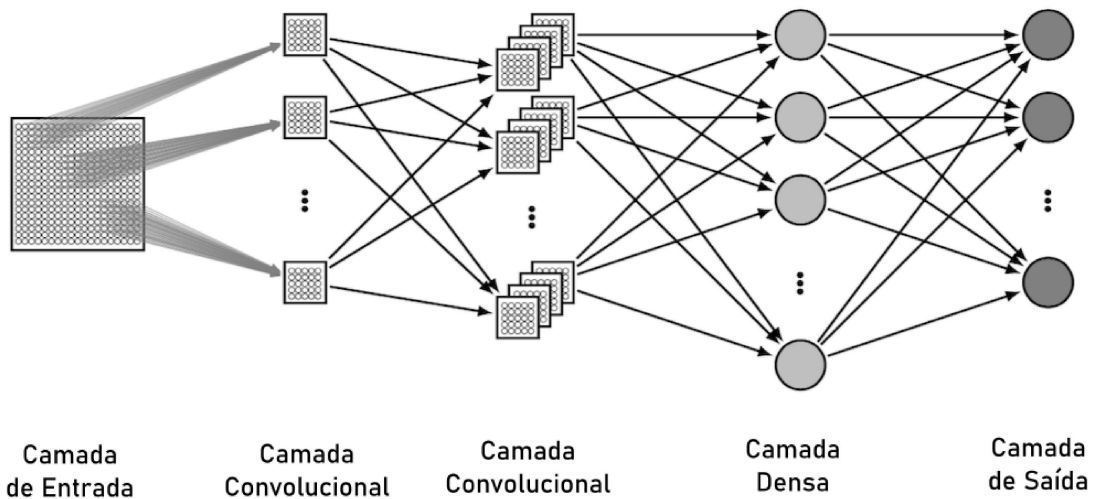 Camada
de Entrada
Camada
Convolucional
Camada
Convolucional
Camada
Densa
Camada
de Saída